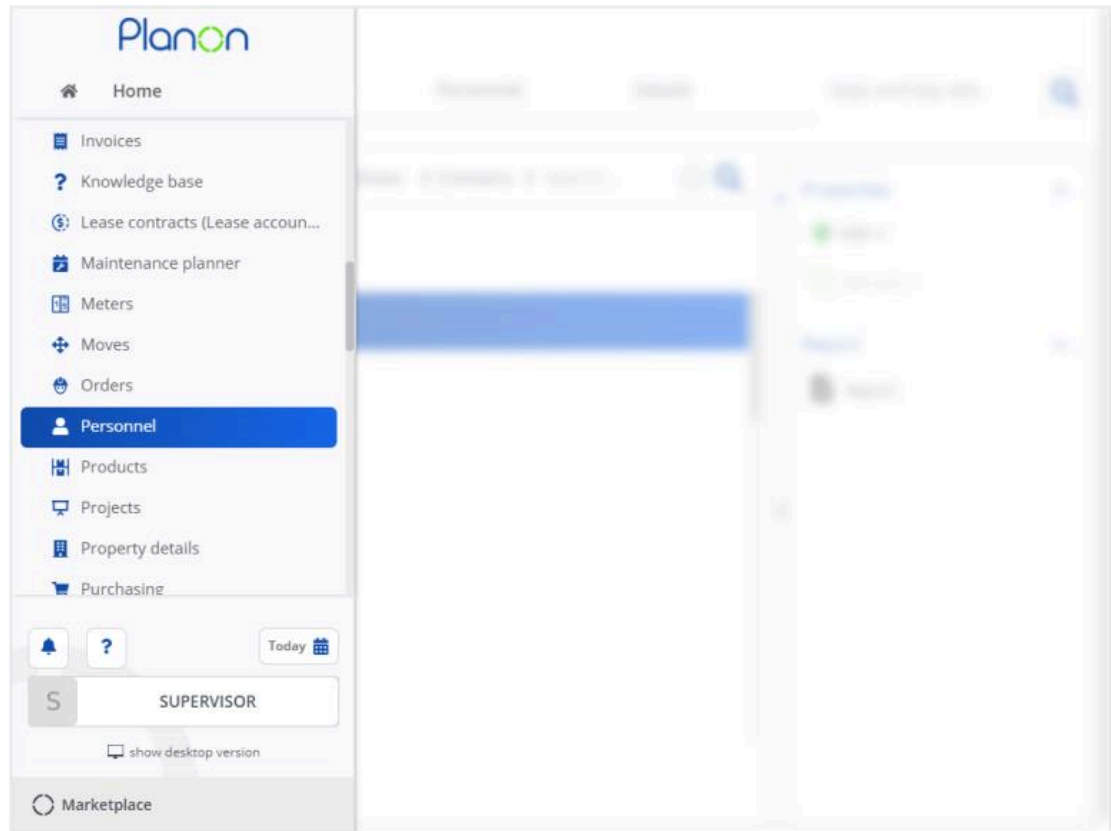 Planon
Home
Invoices
? Knowledge base
Lease contracts (Lease accoun...
Maintenance planner
Meters
Moves
Orders
Personnel
Products
Projects
Property details
Purchasing
? Today
S SUPERVISOR
show desktop version
Marketplace